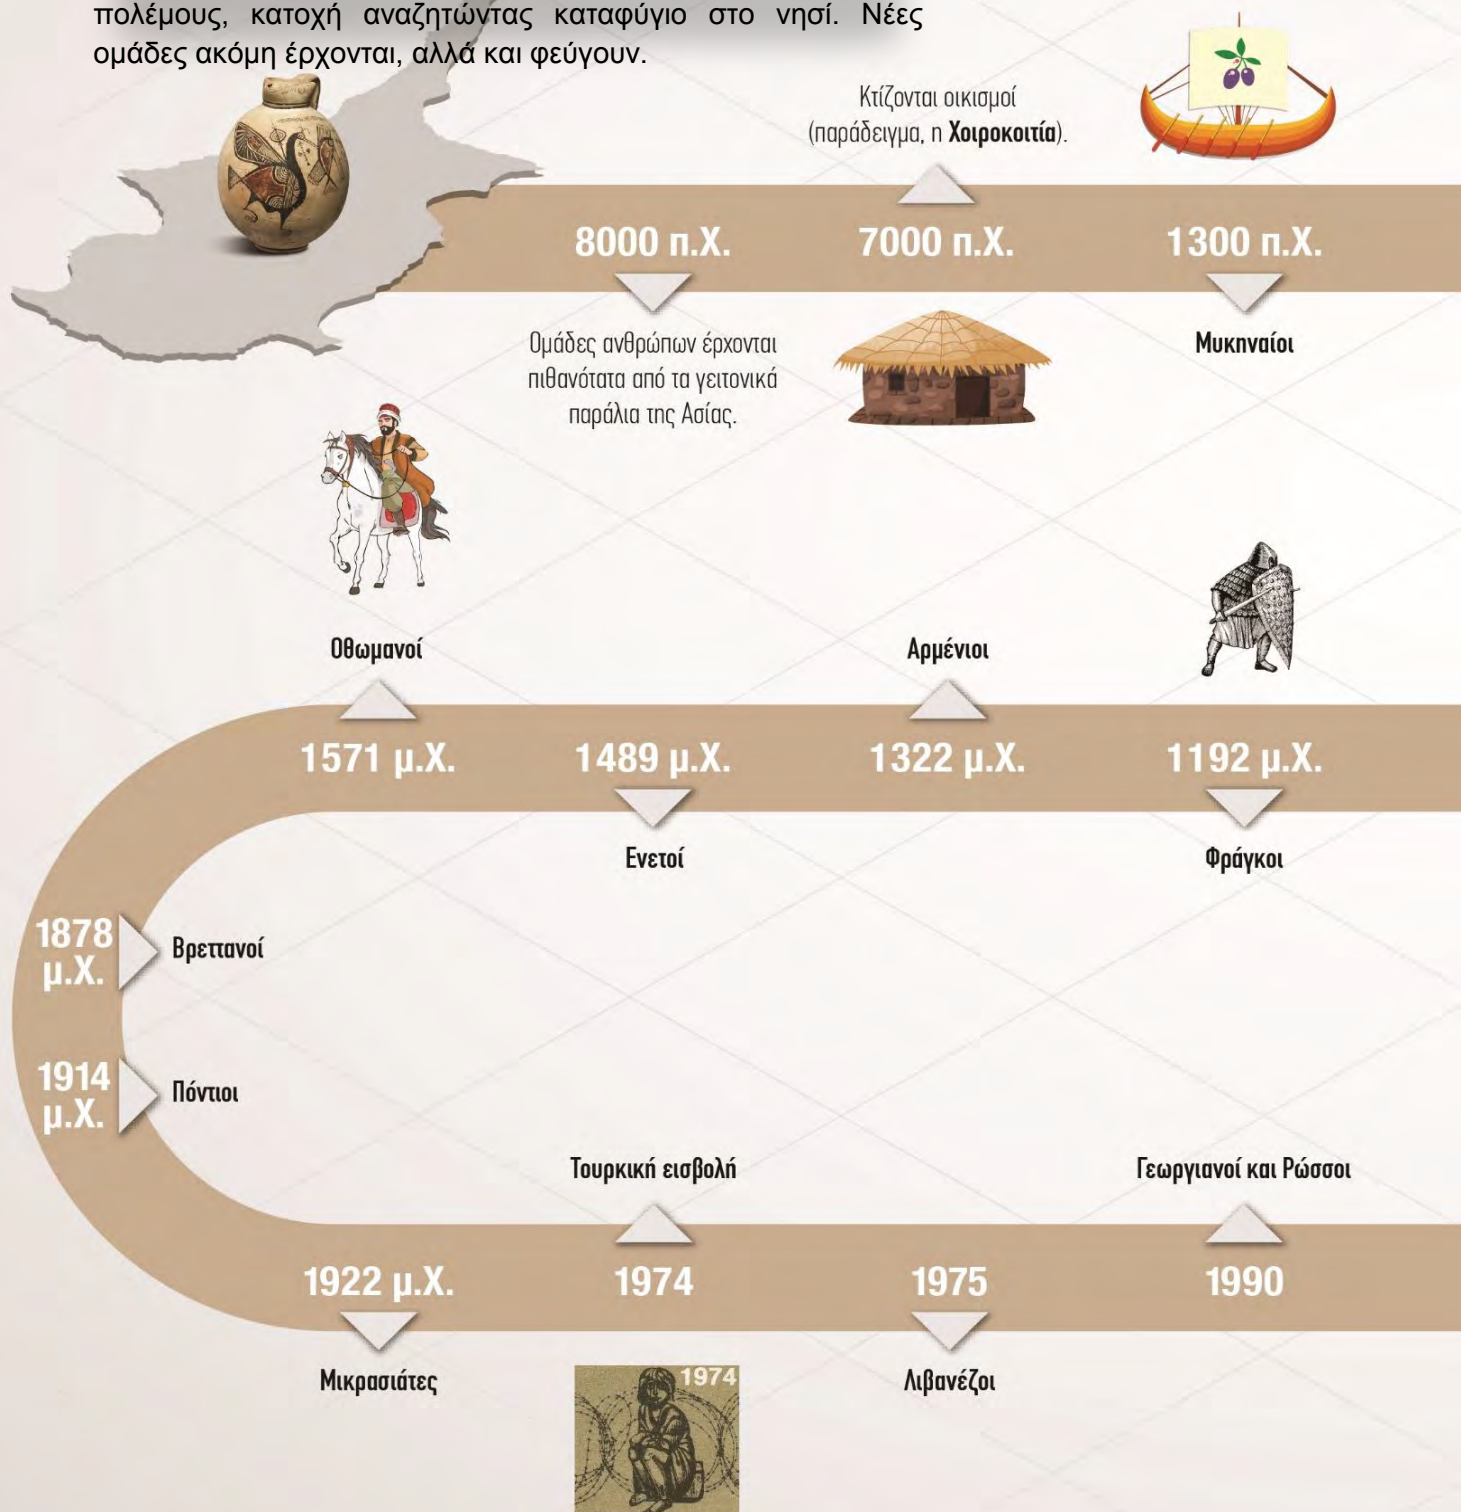 πολέμους, κατοχή αναζητώντας καταφύγιο στο νησί. Νέες
ομάδες ακόμη έρχονται, αλλά και φεύγουν.
Κτίζονται οικισμοί
(παράδειγμα, η Χοιροκοιτία).
8000 π.Χ.
7000 π.Χ.
1300 π.Χ.
Ομάδες ανθρώπων έρχονται
πιθανότατα από τα γειτονικά
παράλια της Ασίας.
Μυκηναίοι
Οθωμανοί
Αρμένιοι
1571 μ.Χ.
1489 μ.Χ.
1322 μ.Χ.
1192 μ.Χ.
Ενετοί
Φράγκοι
1878
μ.Χ.
Βρεττανοί
1914
μ.Χ.
Πόντιοι
Τουρκική εισβολή
Γεωργιανοί και Ρώσσοι
1922 μ.Χ.
1974
1975
1990
Μικρασιάτες
Λιβανέζοι
1974